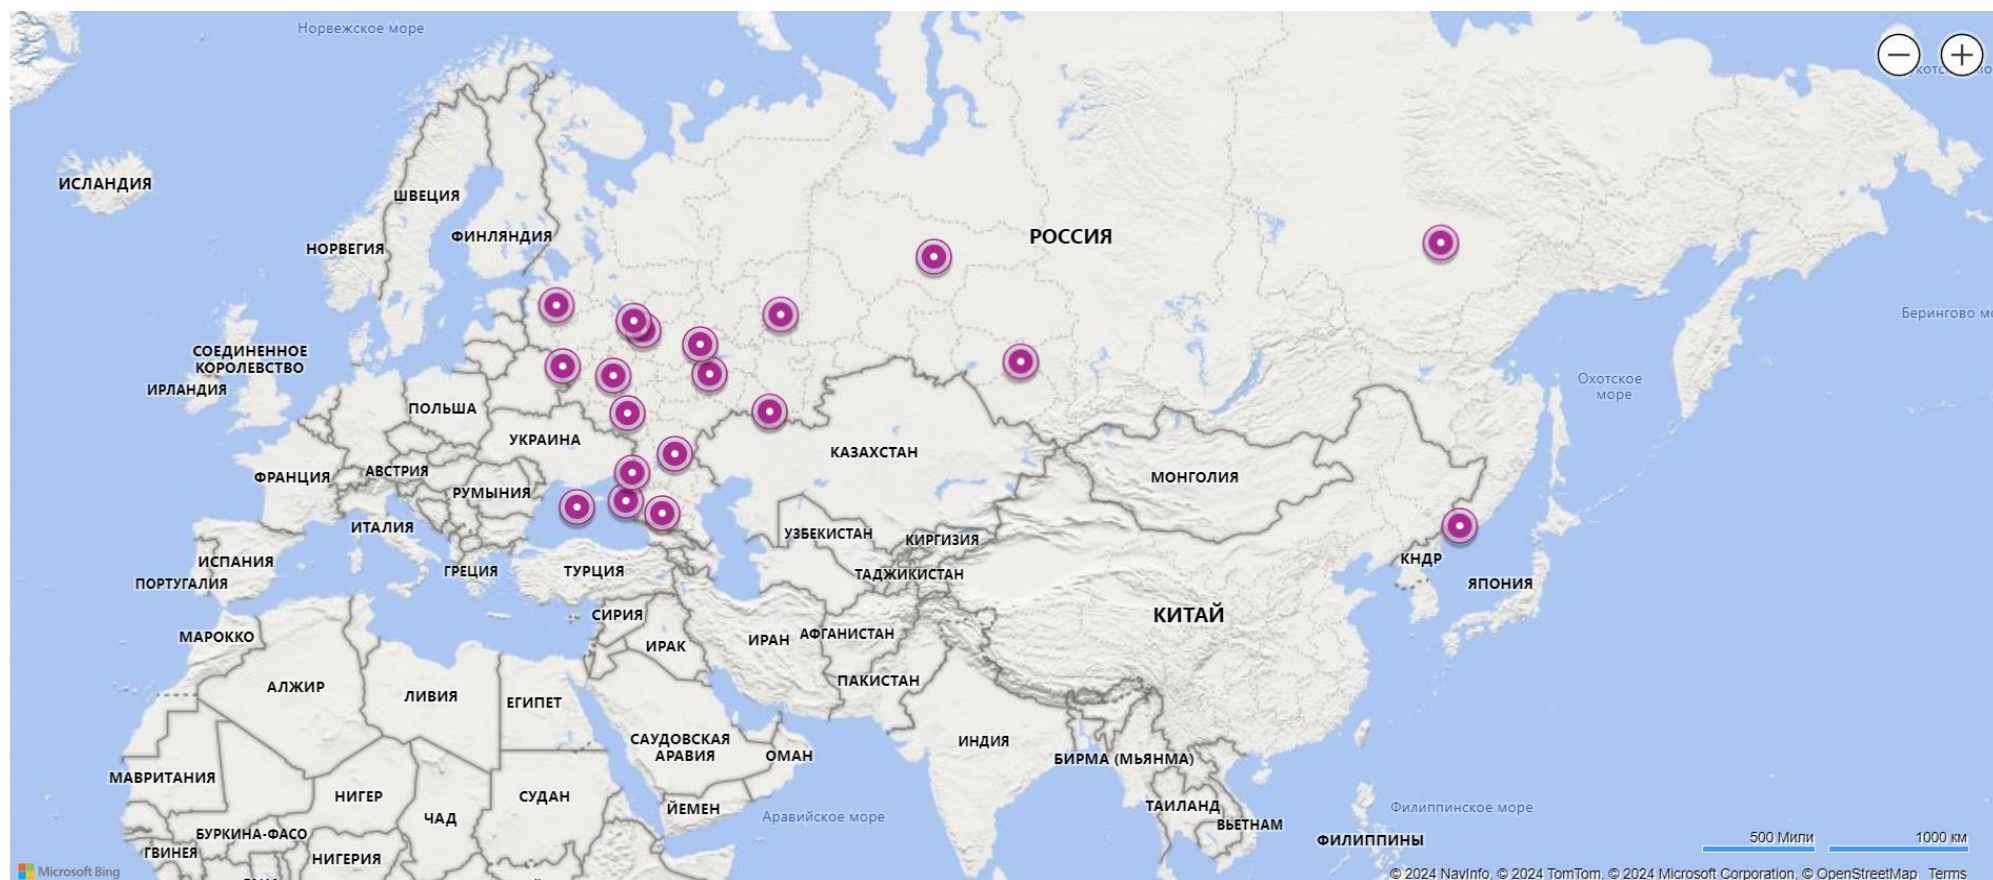 Норвежское море
ИСЛАНДИЯ
ШВЕЦИЯ
НОРВЕГИЯ
ФИНЛЯНДИЯ
РОССИЯ
Берингово
СОЕДИНЕННОЕ
КОРОЛЕВСТВО
ИРЛАНДИЯ
Охотское
море
ПОЛЬША
УКРАИНА
КАЗАХСТАН
МОНГОЛИЯ
ФРАНЦИЯ
АВСТРИЯ
РУМЫНИЯ
ИТАЛИЯ
УЗБЕКИСТАН
КИРГИЗИЯ
ИСПАНИЯ
ПОРТУГАЛИЯ
ГРЕЦИЯ
ТУРЦИЯ
ТАДЖИКИСТАН
КНДР
ЯПОНИЯ
СИРИЯ
КИТАЙ
МАРОККО
ИРАК
ИРАН
АФГАНИСТАН
ПАКИСТАН
АЛЖИР
ЛИВИЯ
ЕГИПЕТ
САУДОВСКАЯ
АРАВИЯ
ОМАН
ИНДИЯ
БИРМА (МЬЯНМА)
МАВРИТАНИЯ
НИГЕР
ЧАД
СУДАН
ЙЕМЕН
Аравийское море
ТАИЛАНД
ВЬЕТНАМ
Филиппинское море
ФИЛИППИНЫ
БУРКИНА-ФАСО
ГВИНЕЯ
НИГЕРИЯ
500 Мили 1000 км
Microsoft Bing
© 2024 NavInfo, © 2024 TomTom, © 2024 Microsoft Corporation, © OpenStreetMap Terms